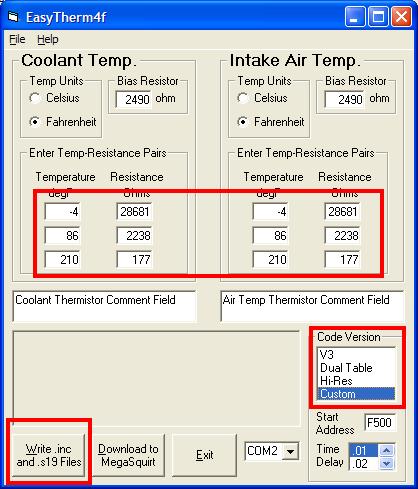 EasyTherm4f
File Help
Coolant Temp.
Temp Units
Celsius
Fahrenheit
Bias Resistor
2490 ohm
Enter Temp-Resistance Pairs
Temperature Resistance
degF Ohms
-4 28681
86 2238
210 177
Coolant Thermistor Comment Field
Intake Air Temp.
Temp Units
Celsius
Fahrenheit
Bias Resistor
2490 ohm
Enter Temp-Resistance Pairs
Temperature Resistance
degF Ohms
-4 28681
86 2238
210 177
Air Temp Thermistor Comment Field
Code Version
V3
Dual Table
Hi-Res
Custom
Start
Address F500
Time
Delay
.01
.02
Write .inc
and .s19 Files
Download to
MegaSquirt
Exit
COM2